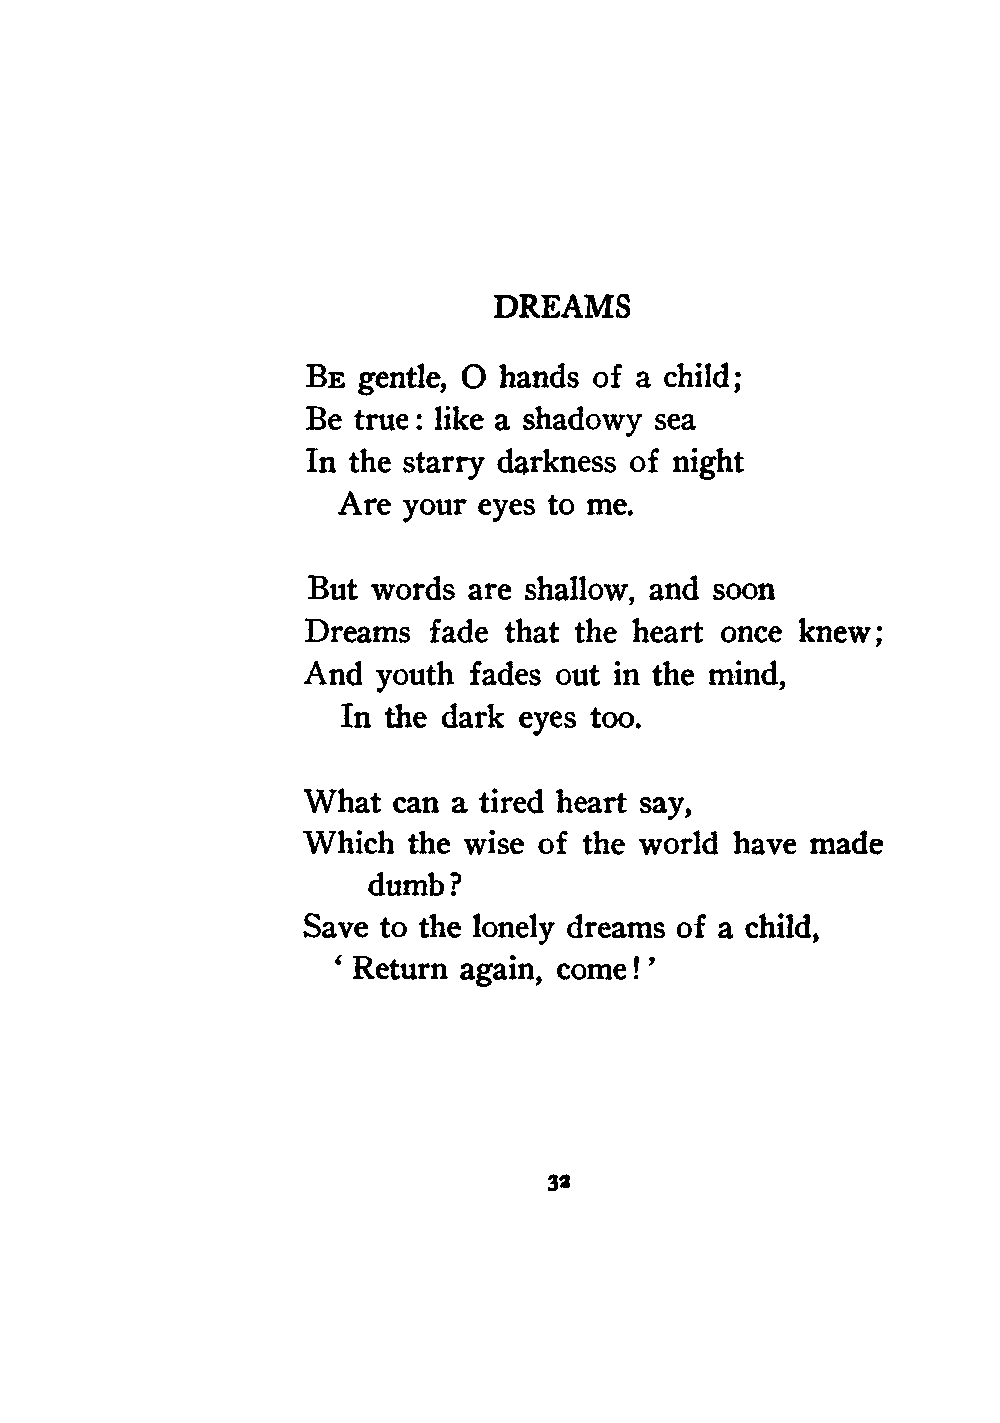 DREAMS
BE gentle, O hands of a child;
Be true: like a shadowy sea
In the starry darkness of night
Are your eyes to me.
But words are shallow, and soon
Dreams fade that the heart once knew;
And youth fades out in the mind,
In the dark eyes too.
What can a tired heart say,
Which the wise of the world have made
dumb?
Save to the lonely dreams of a child,
‘Return again, come!’
32